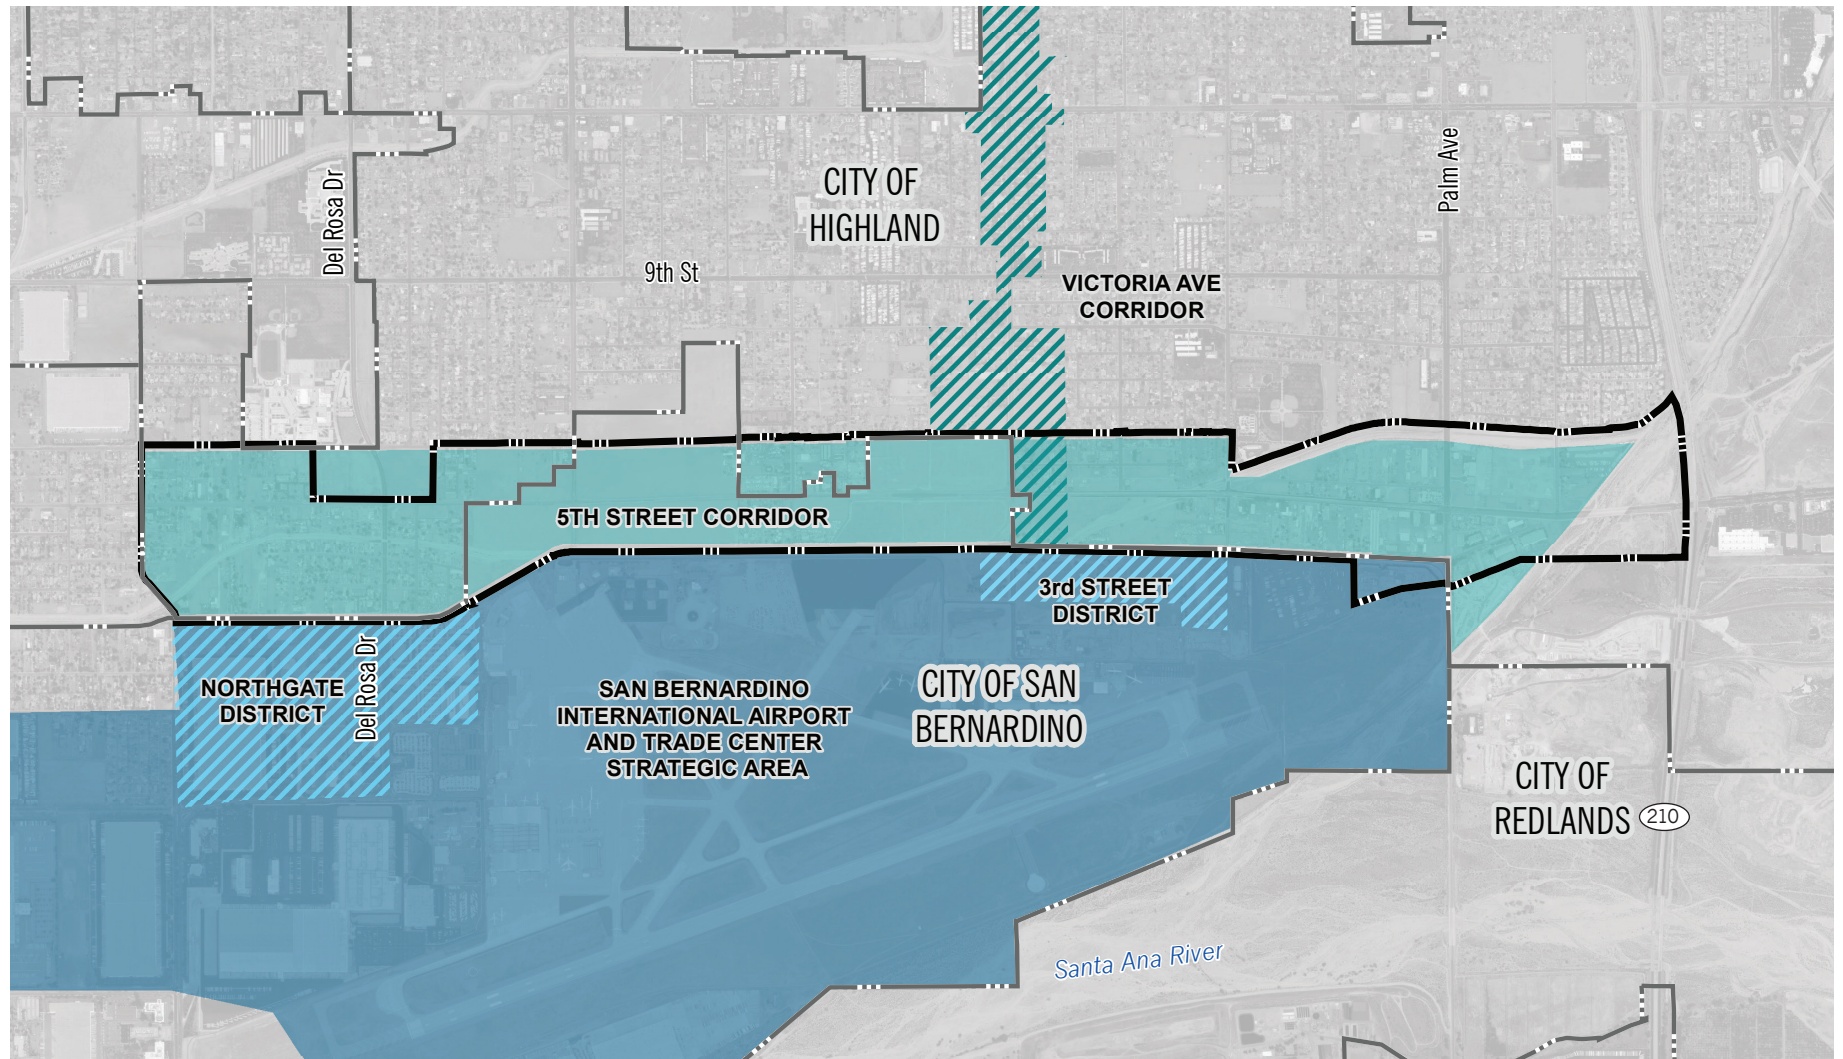 CITY OF
HIGHLAND
Del Rosa Dr
Palm Ave
9th St
VICTORIA AVE
CORRIDOR
5TH STREET CORRIDOR
3rd STREET
DISTRICT
NORTHGATE
DISTRICT
Del Rosa Dr
SAN BERNARDINO
INTERNATIONAL AIRPORT
AND TRADE CENTER
STRATEGIC AREA
CITY OF SAN
BERNARDINO
CITY OF
REDLANDS
210
Santa Ana River